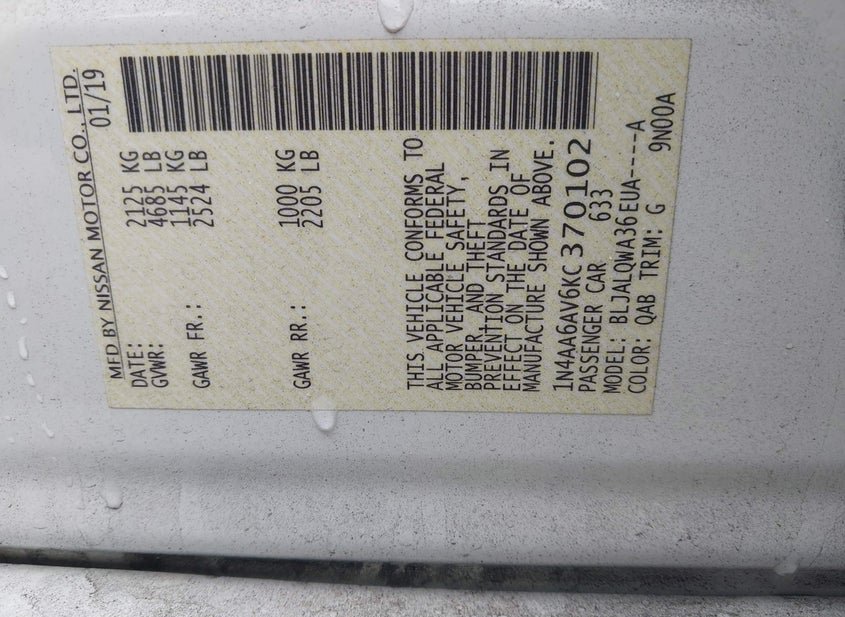 MFD BY NISSAN MOTOR CO., LTD.
DATE: 01/19
GVWR: 2125 KG
4685 LB
GAWR FR.: 1145 KG
2524 LB
GAWR RR.: 1000 KG
2205 LB
THIS VEHICLE CONFORMS TO
ALL APPLICABLE FEDERAL
MOTOR VEHICLE SAFETY,
BUMPER, AND THEFT
PREVENTION STANDARDS IN
EFFECT ON THE DATE OF
MANUFACTURE SHOWN ABOVE.
1N4AA6AV6KC370102
PASSENGER CAR 633
MODEL: BLJALQWA36EUA----A
COLOR: QAB TRIM: G 9N00A